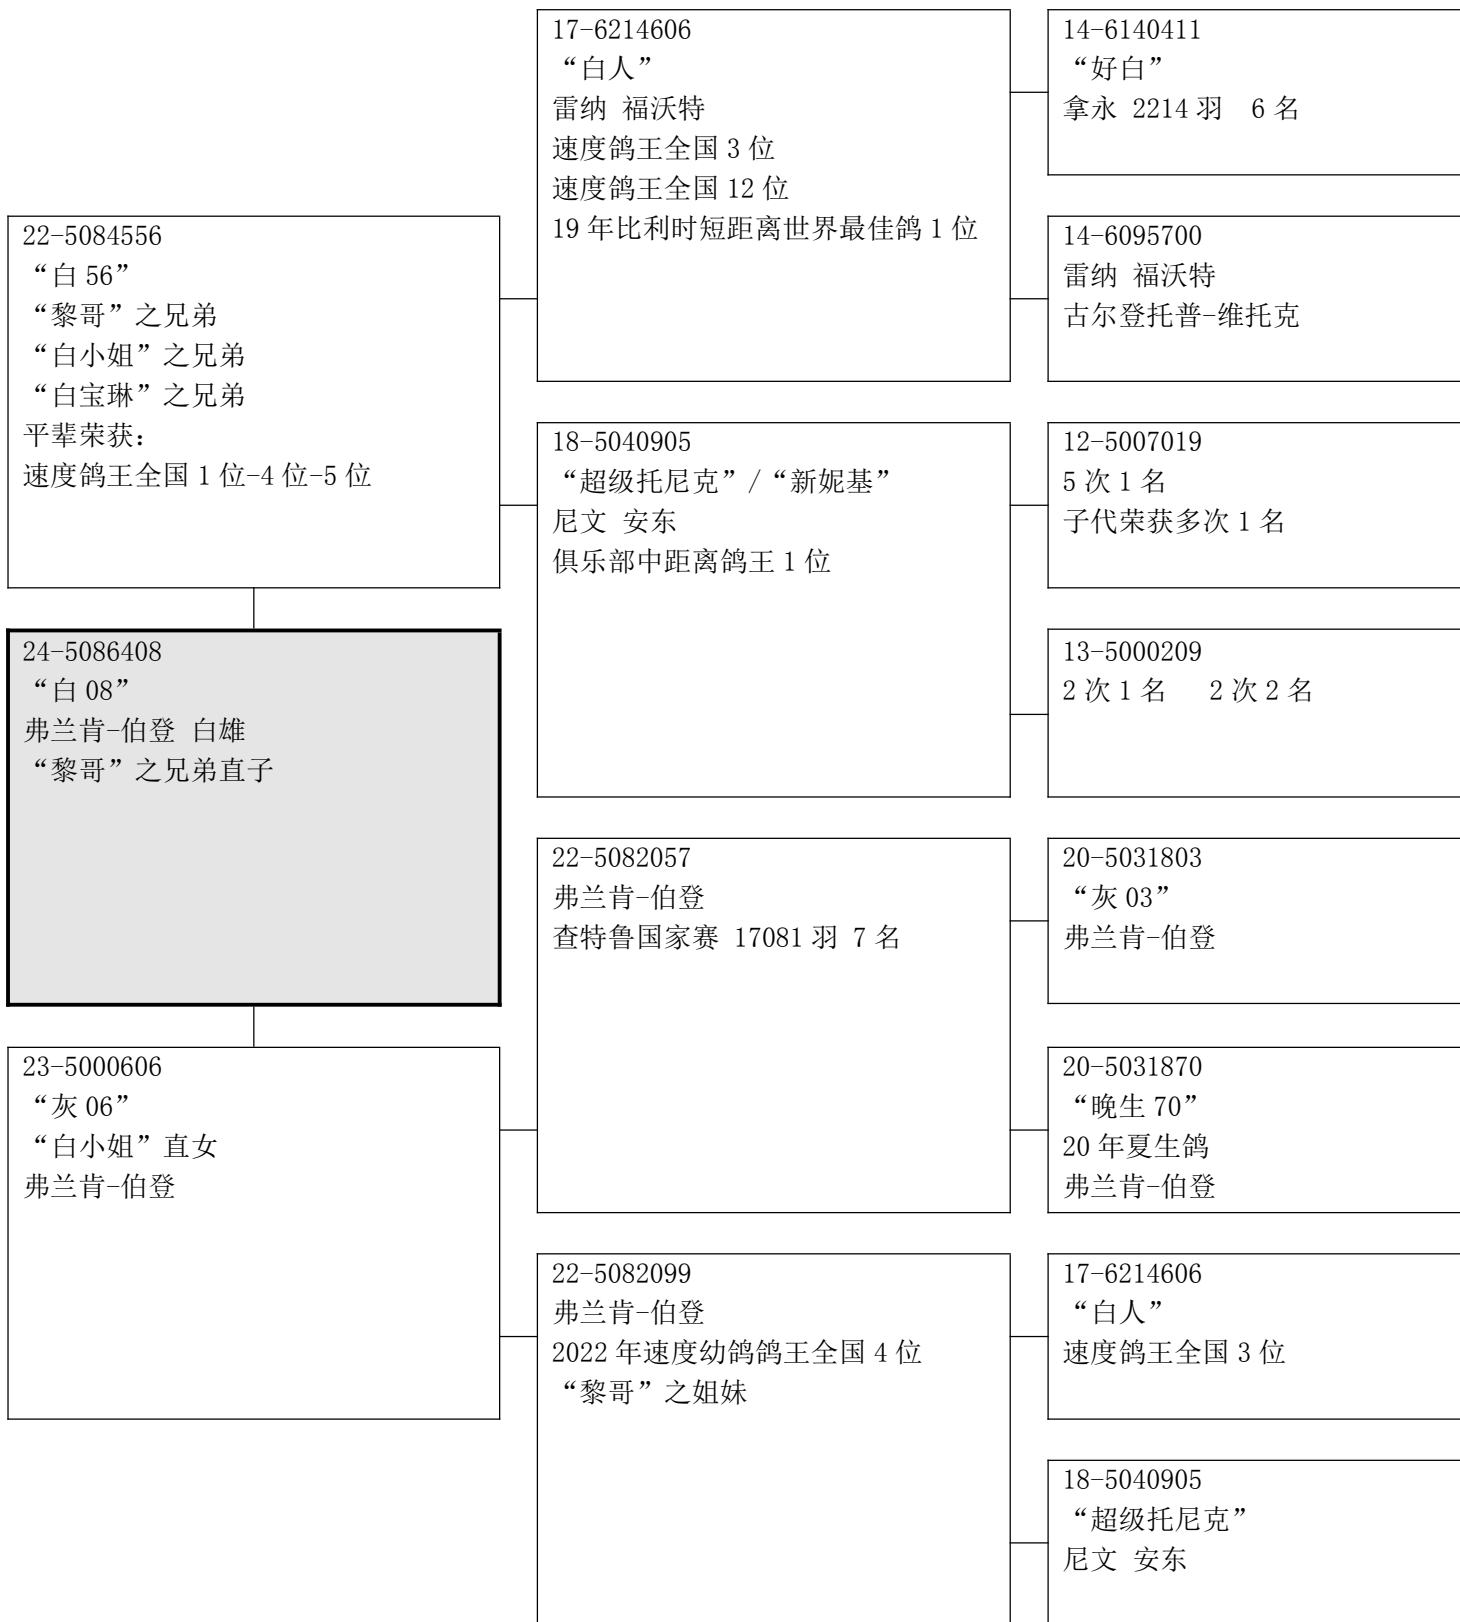 17-6214606
“白人”
雷纳 福沃特
速度鸽王全国 3 位
速度鸽王全国 12 位
19 年比利时短距离世界最佳鸽 1 位
14-6140411
“好白”
拿永 2214 羽 6 名
22-5084556
“白 56”
“黎哥”之兄弟
“白小姐”之兄弟
“白宝琳”之兄弟
平辈荣获：
速度鸽王全国 1 位-4 位-5 位
14-6095700
雷纳 福沃特
古尔登托普-维托克
18-5040905
“超级托尼克”/“新妮基”
尼文 安东
俱乐部中距离鸽王 1 位
12-5007019
5 次 1 名
子代荣获多次 1 名
24-5086408
“白 08”
弗兰肯-伯登 白雄
“黎哥”之兄弟直子
13-5000209
2 次 1 名 2 次 2 名
22-5082057
弗兰肯-伯登
查特鲁国家赛 17081 羽 7 名
20-5031803
“灰 03”
弗兰肯-伯登
23-5000606
“灰 06”
“白小姐”直女
弗兰肯-伯登
20-5031870
“晚生 70”
20 年夏生鸽
弗兰肯-伯登
22-5082099
弗兰肯-伯登
2022 年速度幼鸽鸽王全国 4 位
“黎哥”之姐妹
17-6214606
“白人”
速度鸽王全国 3 位
18-5040905
“超级托尼克”
尼文 安东